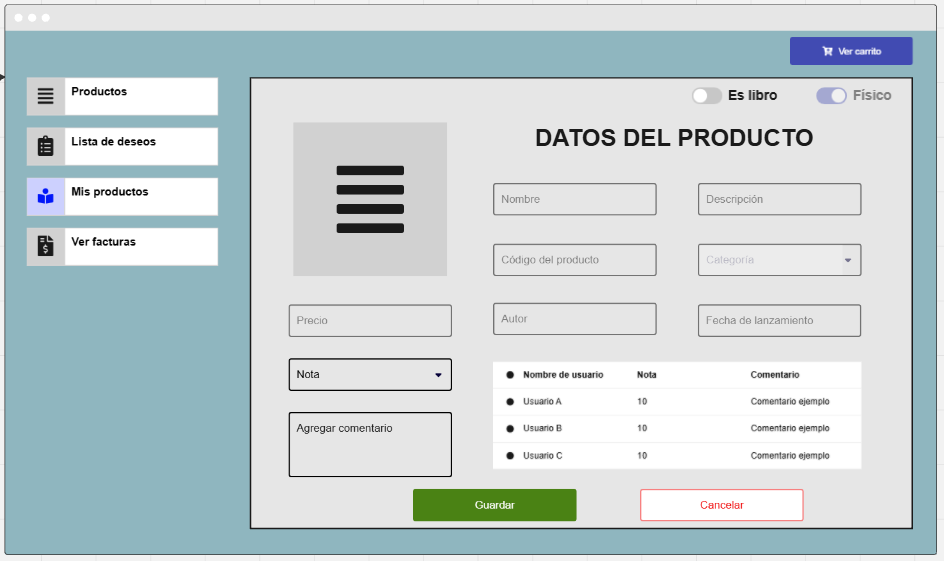 Ver carrito
Productos
Lista de deseos
Mis productos
Ver facturas
Es libro
Físico
DATOS DEL PRODUCTO
Nombre
Descripción
Código del producto
Categoría
Precio
Autor
Fecha de lanzamiento
Nota
Agregar comentario
Nombre de usuario Nota Comentario
Usuario A 10 Comentario ejemplo
Usuario B 10 Comentario ejemplo
Usuario C 10 Comentario ejemplo
Guardar
Cancelar